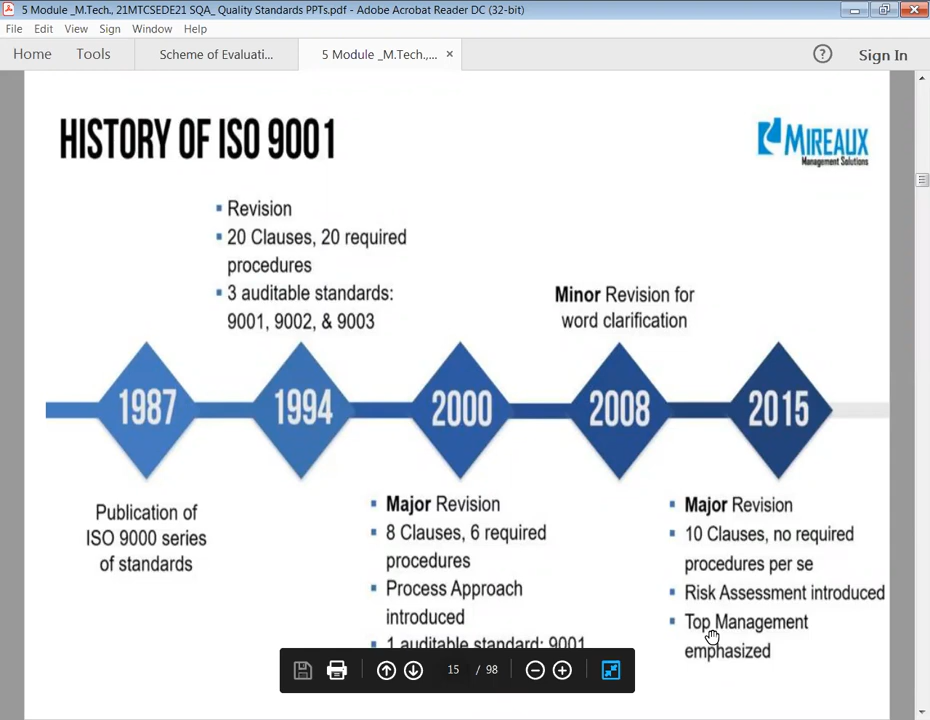 5 Module _M.Tech., 21MTCSEDE21 SQA_ Quality Standards PPTs.pdf - Adobe Acrobat Reader DC (32-bit)
File Edit View Sign Window Help
Home Tools Scheme of Evaluati... 5 Module _M.Tech.,... × ? Sign In
HISTORY OF ISO 9001
MIREAUX
Management Solutions
▪ Revision
▪ 20 Clauses, 20 required
procedures
▪ 3 auditable standards:
9001, 9002, & 9003
Minor Revision for
word clarification
1987 1994 2000 2008 2015
Publication of
ISO 9000 series
of standards
▪ Major Revision
▪ 8 Clauses, 6 required
procedures
▪ Process Approach
introduced
▪ 1 auditable standard: 9001
▪ Major Revision
▪ 10 Clauses, no required
procedures per se
▪ Risk Assessment introduced
▪ Top Management
emphasized
15 / 98